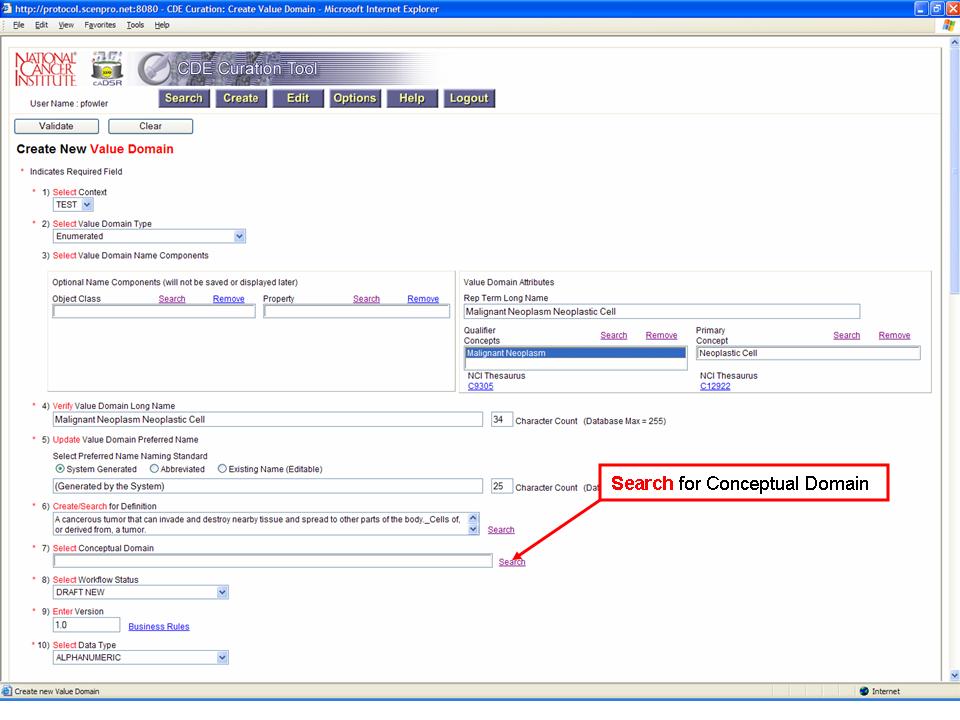 http://protocol.scenpro.net:8080 - CDE Curation: Create Value Domain - Microsoft Internet Explorer
File Edit View Favorites Tools Help
NATIONAL CANCER INSTITUTE
caDSR
CDE Curation Tool
User Name : pfowler
Search Create Edit Options Help Logout
Validate Clear
Create New Value Domain
* Indicates Required Field
* 1) Select Context
TEST
* 2) Select Value Domain Type
Enumerated
3) Select Value Domain Name Components
Optional Name Components (will not be saved or displayed later)
Object Class Search Remove Property Search Remove
Value Domain Attributes
Rep Term Long Name
Malignant Neoplasm Neoplastic Cell
Qualifier Concepts Search Remove
Malignant Neoplasm
NCI Thesaurus
C9305
Primary Concept Search Remove
Neoplastic Cell
NCI Thesaurus
C12922
* 4) Verify Value Domain Long Name
Malignant Neoplasm Neoplastic Cell 34 Character Count (Database Max = 255)
* 5) Update Value Domain Preferred Name
Select Preferred Name Naming Standard
System Generated Abbreviated Existing Name (Editable)
(Generated by the System) 25 Character Count
Search for Conceptual Domain
* 6) Create/Search for Definition
A cancerous tumor that can invade and destroy nearby tissue and spread to other parts of the body._Cells of,
or derived from, a tumor. Search
* 7) Select Conceptual Domain
Search
* 8) Select Workflow Status
DRAFT NEW
* 9) Enter Version
1.0 Business Rules
* 10) Select Data Type
ALPHANUMERIC
Create new Value Domain Internet